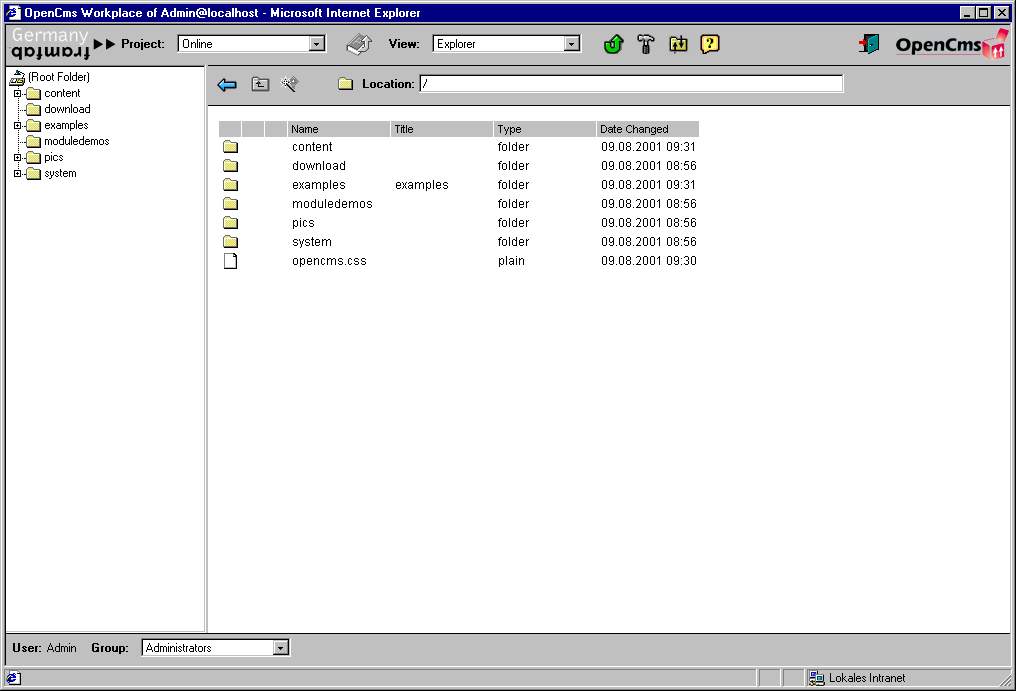 OpenCms Workplace of Admin@localhost - Microsoft Internet Explorer
Germany
framfab
Project: Online View: Explorer ? OpenCms
(Root Folder)
content
download
examples
moduledemos
pics
system
Location: /
Name Title Type Date Changed
content folder 09.08.2001 09:31
download folder 08.08.2001 08:56
examples examples folder 09.08.2001 09:31
moduledemos folder 09.08.2001 08:56
pics folder 09.08.2001 08:56
system folder 09.08.2001 08:56
opencms.css plain 09.08.2001 09:30
User: Admin Group: Administrators
Lokales Intranet